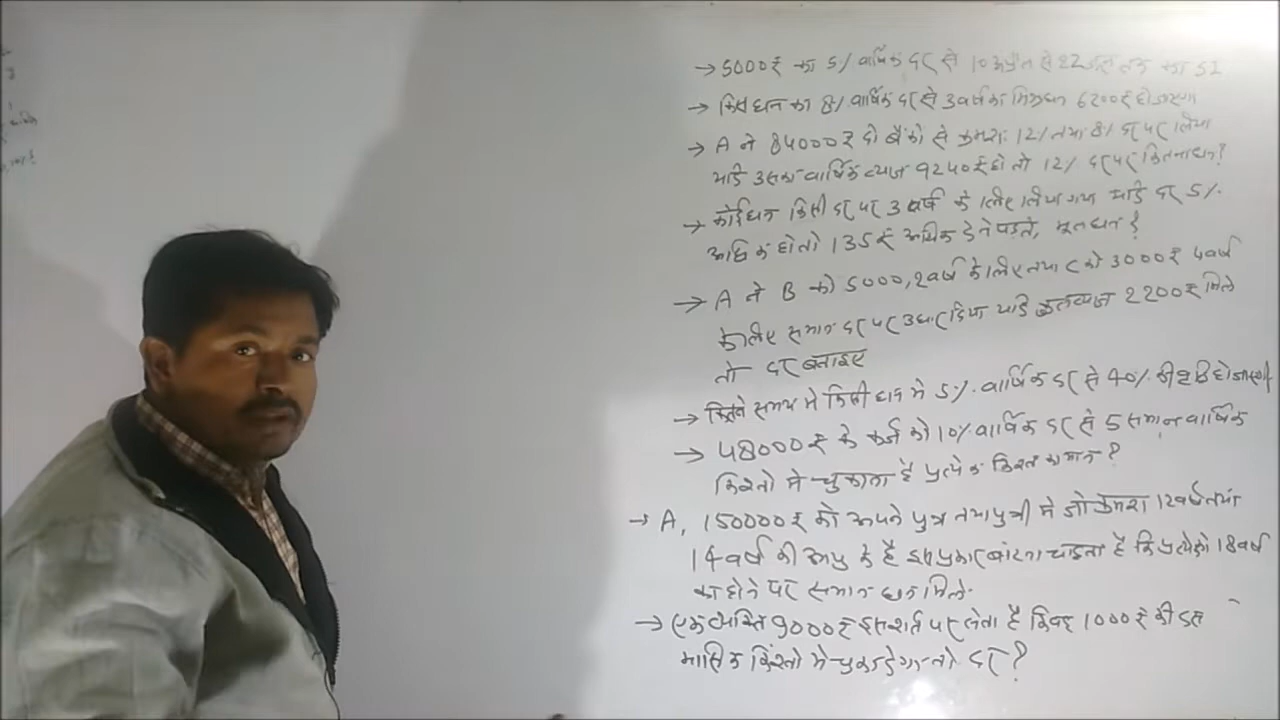 → 5000₹ का 5% वार्षिक दर से 10 अप्रैल से 22 तक का SI
→ किस धन का 8% वार्षिक दर से 3 वर्ष का मिश्रधन 6200₹ हो जाएगा
→ A ने 84000₹ दो बैंको से क्रमशः 12% तथा 8% दर पर लिया
यदि उसका वार्षिक ब्याज 9240₹ हो तो 12% दर पर कितना धन?
→ कोई धन किसी दर पर 3 वर्ष के लिए लिया गया यदि दर 5%
अधिक हो तो 135₹ अधिक देने पड़ते, मूलधन है
→ A ने B को 5000, 2 वर्ष के लिए तथा C को 3000₹ 4 वर्ष
के लिए समान दर पर उधार दिया यदि कुल ब्याज 2200₹ मिले
तो दर बताइए
→ कितने समय मे किसी धन मे 5% वार्षिक दर से 40% की वृद्धि हो जाएगी
→ 48000₹ के कर्ज को 10% वार्षिक दर से 5 समान वार्षिक
किस्तो मे चुकाना है प्रत्येक किस्त का मान?
→ A, 150000₹ को अपने पुत्र तथा पुत्री मे जो क्रमशः 12 वर्ष तथा
14 वर्ष की आयु के है इस प्रकार बांटना चाहता है कि प्रत्येक को 18 वर्ष
का होने पर समान धन मिले.
→ एक व्यक्ति 9000₹ इस शर्त पर लेता है कि वह 1000₹ की दस
मासिक किस्तो मे चुका देगा तो दर?